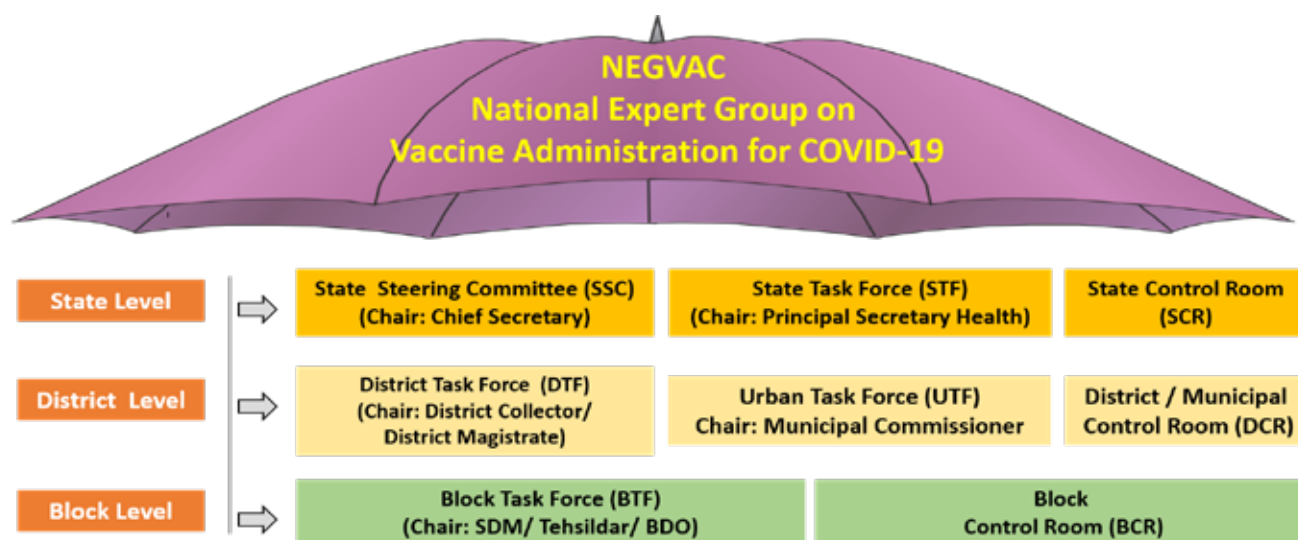 NEGVAC
National Expert Group on
Vaccine Administration for COVID-19
State Level
State Steering Committee (SSC)
(Chair: Chief Secretary)
State Task Force (STF)
(Chair: Principal Secretary Health)
State Control Room
(SCR)
District Level
District Task Force (DTF)
(Chair: District Collector/
District Magistrate)
Urban Task Force (UTF)
Chair: Municipal Commissioner
District / Municipal
Control Room (DCR)
Block Level
Block Task Force (BTF)
(Chair: SDM/ Tehsildar/ BDO)
Block
Control Room (BCR)